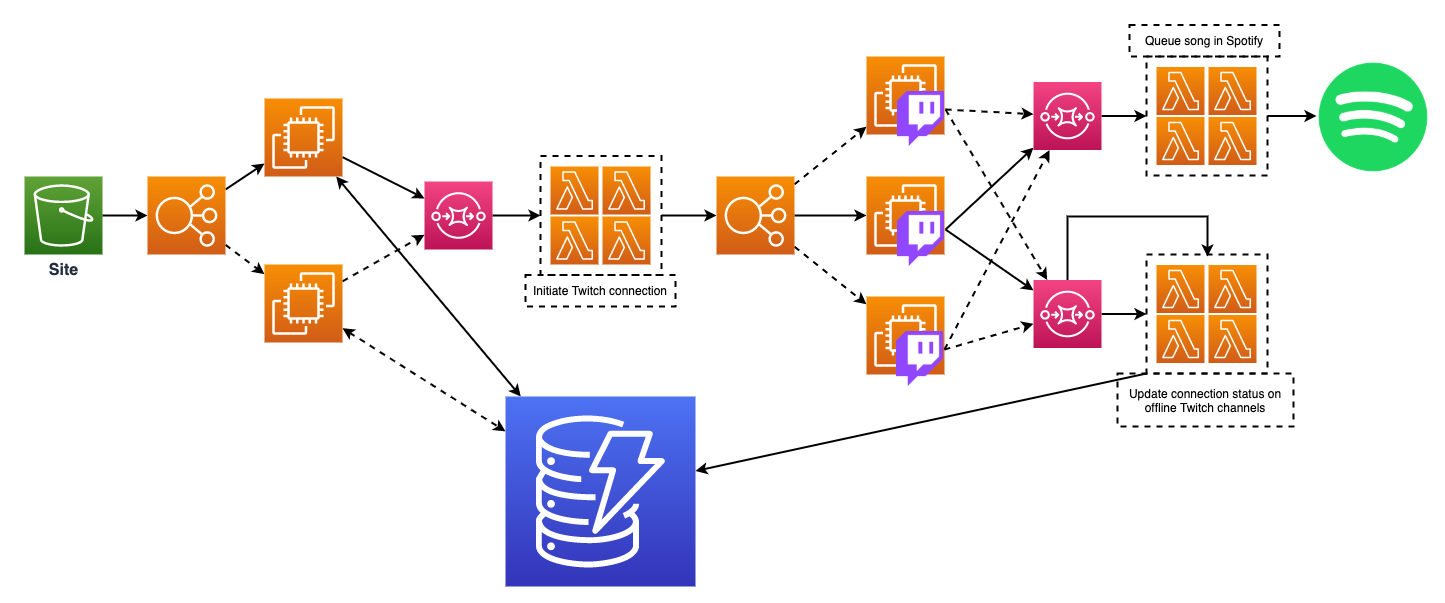 Queue song in Spotify
Site
Initiate Twitch connection
Update connection status on
offline Twitch channels